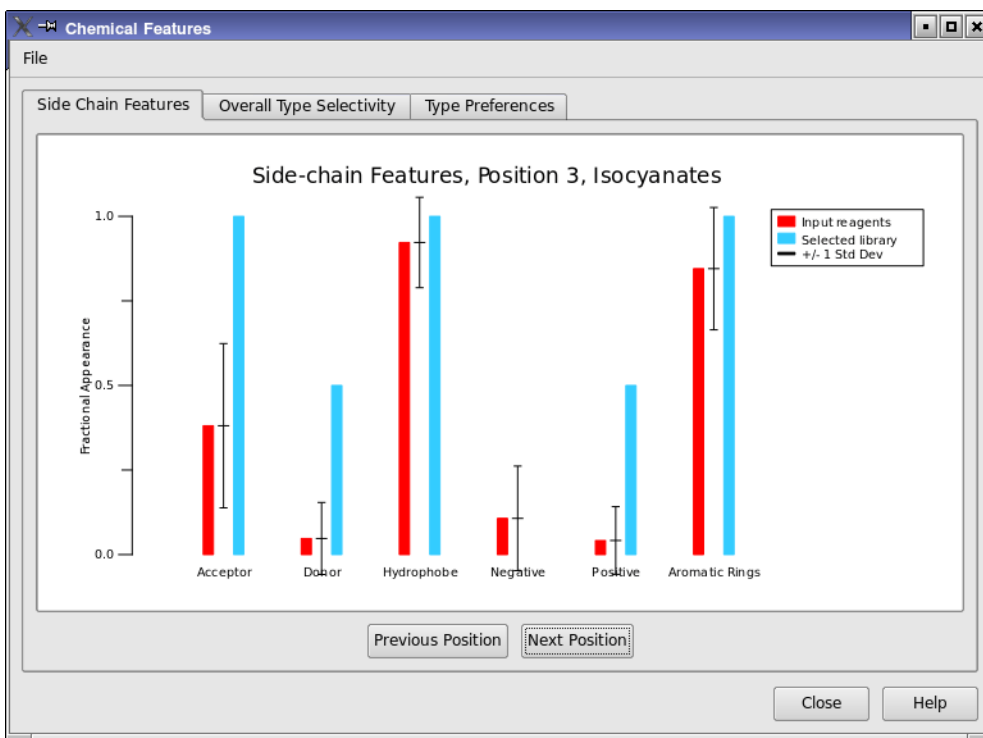 Chemical Features
File
Side Chain Features Overall Type Selectivity Type Preferences
Side-chain Features, Position 3, Isocyanates
Input reagents
Selected library
+/- 1 Std Dev
Fractional Appearance
1.0
0.5
0.0
Acceptor Donor Hydrophobe Negative Positive Aromatic Rings
Previous Position Next Position
Close Help